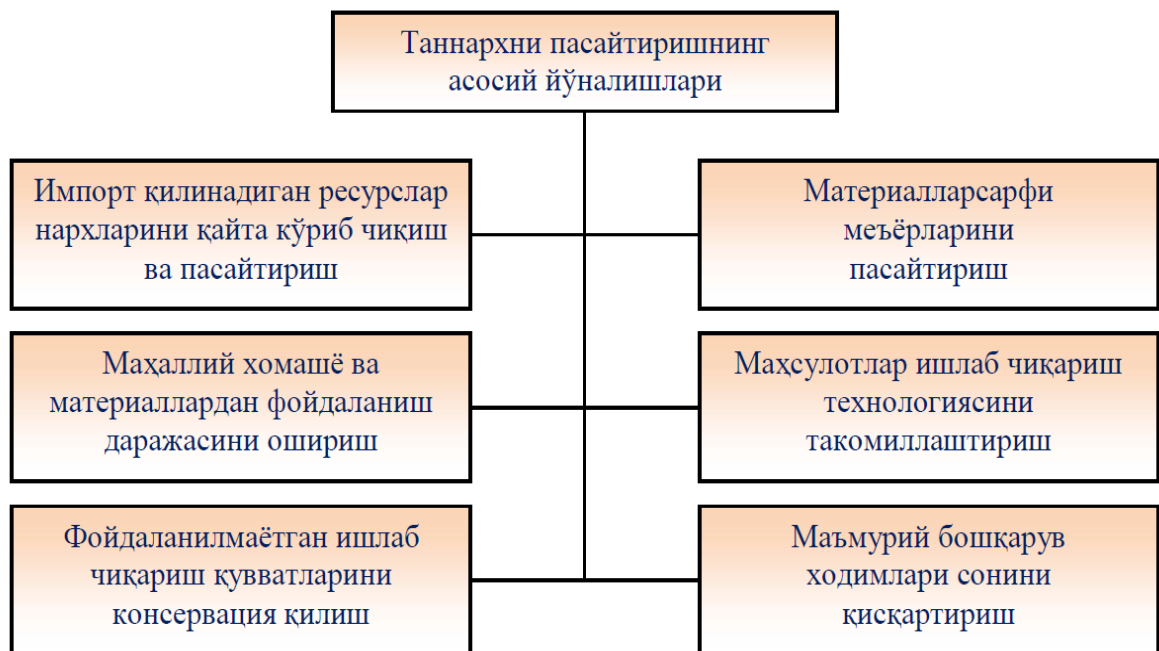 Таннархни пасайтиришнинг
асосий йўналишлари
Импорт қилинадиган ресурслар
нархларини қайта кўриб чиқиш
ва пасайтириш
Материалларсарфи
меъёрларини
пасайтириш
Маҳаллий хомашё ва
материаллардан фойдаланиш
даражасини ошириш
Маҳсулотлар ишлаб чиқариш
технологиясини
такомиллаштириш
Фойдаланилмаётган ишлаб
чиқариш қувватларини
консервация қилиш
Маъмурий бошқарув
ходимлари сонини
қисқартириш